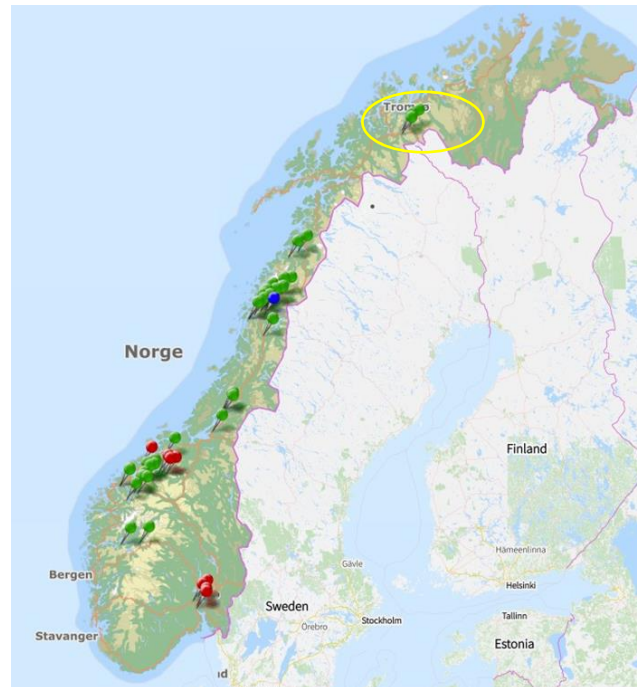 Tromsø
Norge
Finland
Hämeenlinna
Bergen
Gävle
Helsinki
Sweden
Stockholm
Tallinn
Stavanger
Örebro
Estonia